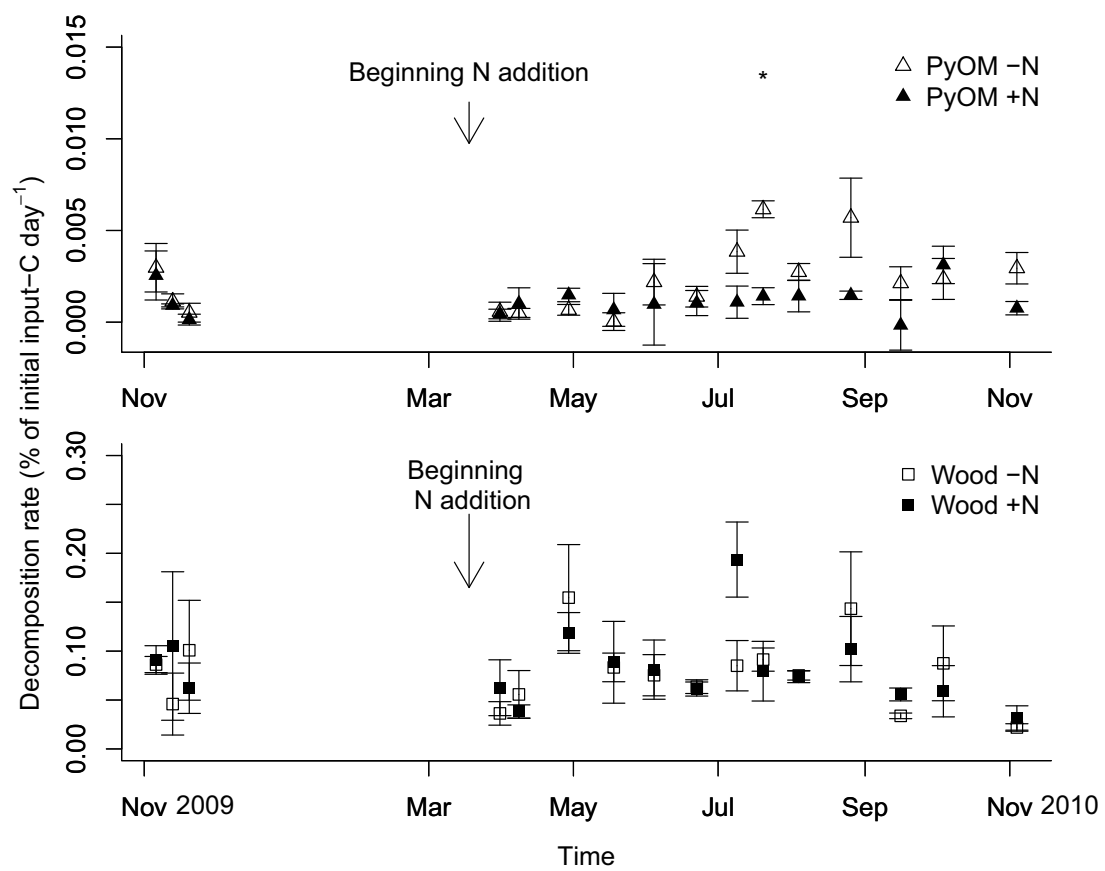 Decomposition rate (% of initial input−C day−1)
0.015
0.010
0.005
0.000
Beginning N addition
*
PyOM −N
PyOM +N
Nov Mar May Jul Sep Nov
0.30
0.20
0.10
0.00
Beginning
N addition
Wood −N
Wood +N
Nov 2009 Mar May Jul Sep Nov 2010
Time